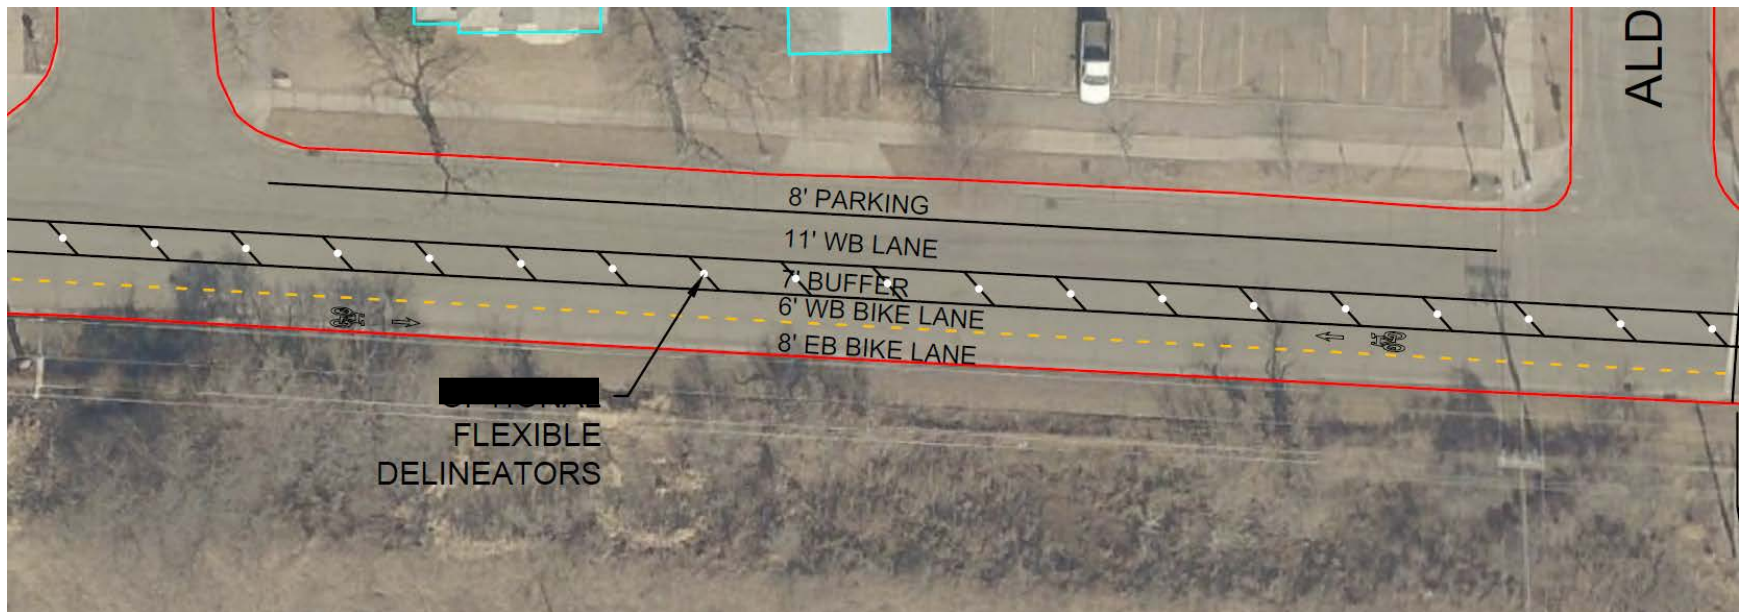 ALD
8' PARKING
11' WB LANE
7' BUFFER
6' WB BIKE LANE
8' EB BIKE LANE
FLEXIBLE
DELINEATORS